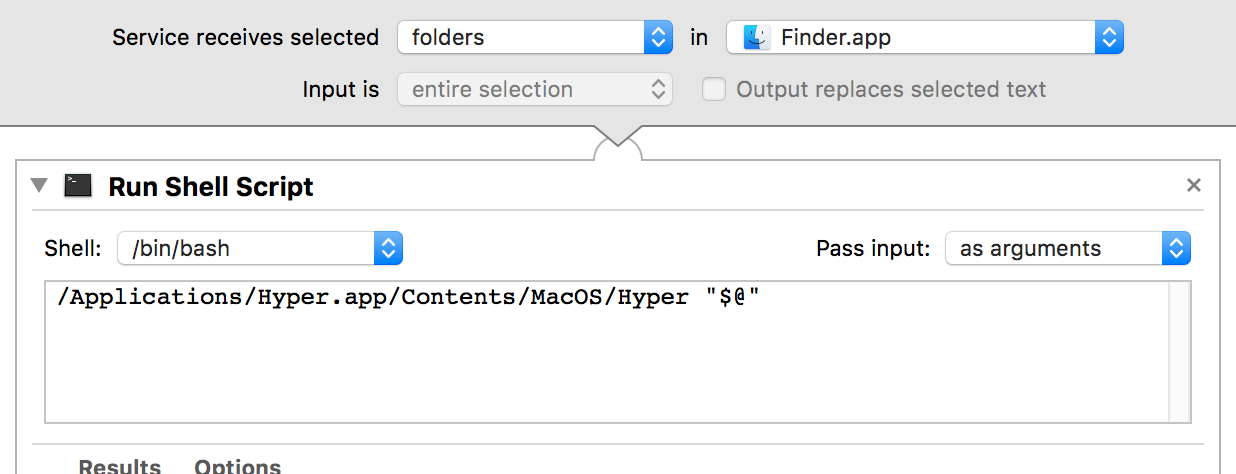 Service receives selected folders in Finder.app
Input is entire selection Output replaces selected text
Run Shell Script
Shell: /bin/bash Pass input: as arguments
/Applications/Hyper.app/Contents/MacOS/Hyper "$@"
Results Options